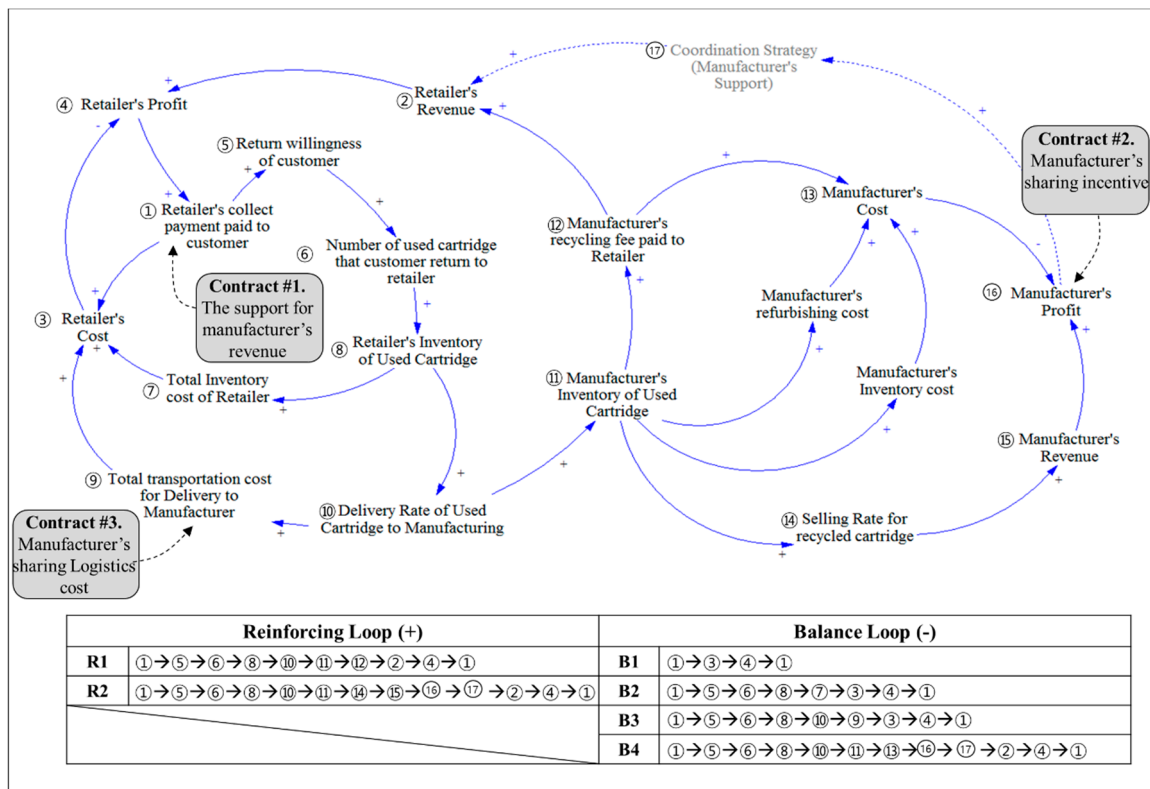 ⑰ Coordination Strategy
(Manufacturer's
Support)
+
+
+
④ Retailer's Profit
② Retailer's
Revenue
-
⑤ Return willingness
of customer
+
+
+
+
+
+
Contract #2.
Manufacturer's
sharing incentive
① Retailer's collect
payment paid to
customer
⑬ Manufacturer's
Cost
⑫ Manufacturer's
recycling fee paid to
Retailer
⑥ Number of used cartridge
that customer return to
retailer
+
+
+
-
Contract #1.
The support for
manufacturer's
revenue
+
+
+
③ Retailer's
Cost
+
Manufacturer's
refurbishing cost
⑯ Manufacturer's
Profit
+
+
+
⑧ Retailer's Inventory
of Used Cartridge
⑦ Total Inventory
cost of Retailer
+
⑪ Manufacturer's
Inventory of Used
Cartridge
Manufacturer's
Inventory cost
+
⑮ Manufacturer's
Revenue
+
+
+
⑨ Total transportation cost
for Delivery to
Manufacturer
⑩ Delivery Rate of Used
Cartridge to Manufacturing
+
⑭ Selling Rate for
recycled cartridge
+
Contract #3.
Manufacturer's
sharing Logistics
cost
Reinforcing Loop (+) Balance Loop (-)
R1 ①→⑤→⑥→⑧→⑩→⑪→⑫→②→④→① B1 ①→③→④→①
R2 ①→⑤→⑥→⑧→⑩→⑪→⑭→⑮→⑯→⑰→②→④→① B2 ①→⑤→⑥→⑧→⑦→③→④→①
B3 ①→⑤→⑥→⑧→⑩→⑨→③→④→①
B4 ①→⑤→⑥→⑧→⑩→⑪→⑬→⑯→⑰→②→④→①